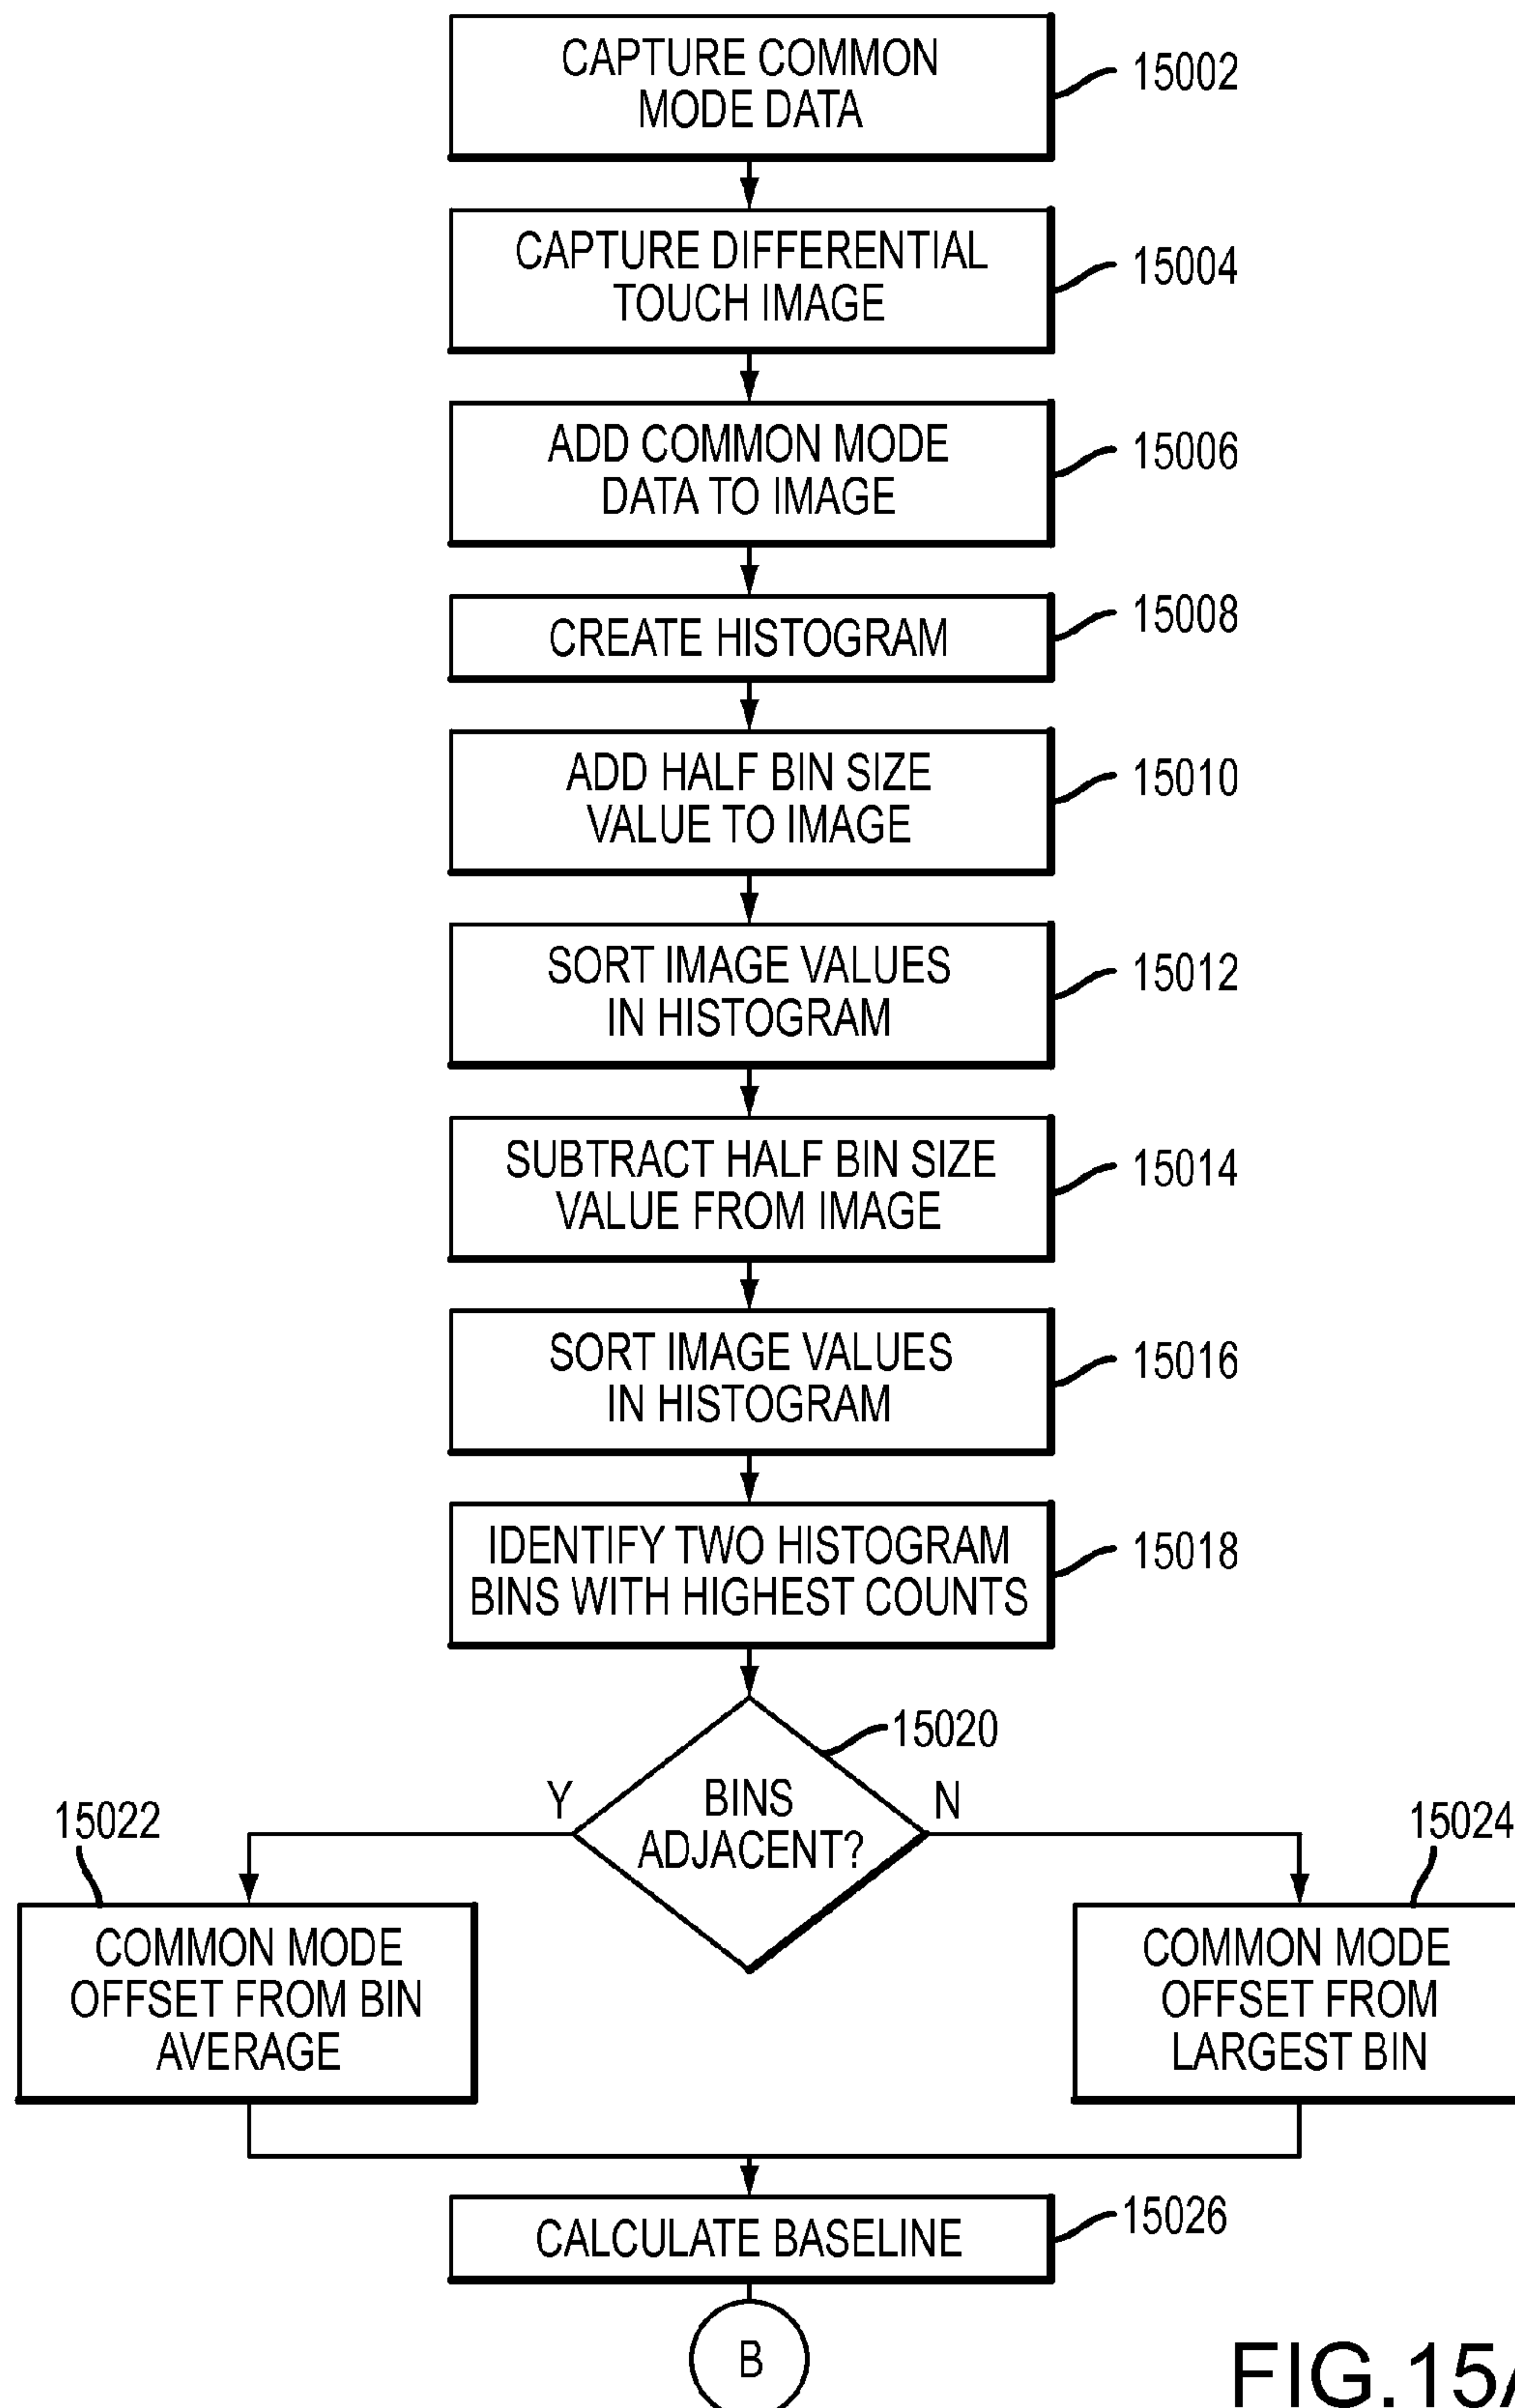 CAPTURE COMMON
MODE DATA
15002
CAPTURE DIFFERENTIAL
TOUCH IMAGE
15004
ADD COMMON MODE
DATA TO IMAGE
15006
CREATE HISTOGRAM
15008
ADD HALF BIN SIZE
VALUE TO IMAGE
15010
SORT IMAGE VALUES
IN HISTOGRAM
15012
SUBTRACT HALF BIN SIZE
VALUE FROM IMAGE
15014
SORT IMAGE VALUES
IN HISTOGRAM
15016
IDENTIFY TWO HISTOGRAM
BINS WITH HIGHEST COUNTS
15018
15020
BINS
ADJACENT?
Y
N
15022
COMMON MODE
OFFSET FROM BIN
AVERAGE
15024
COMMON MODE
OFFSET FROM
LARGEST BIN
CALCULATE BASELINE
15026
B
FIG.15A